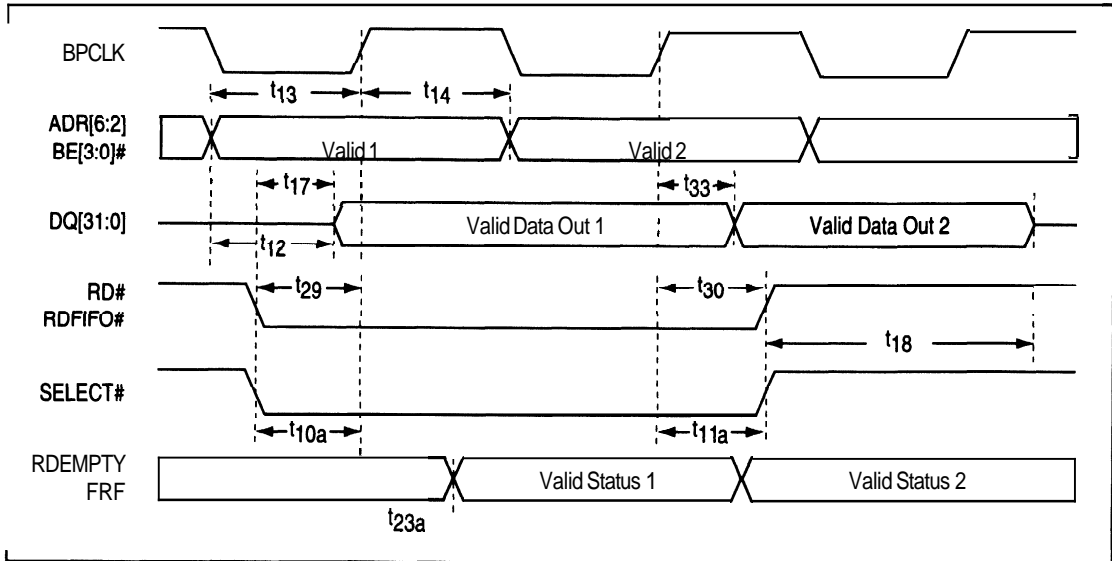 BPCLK
t13
t14
ADR[6:2]
BE[3:0]#
Valid 1
Valid 2
t17
t33
DQ[31:0]
Valid Data Out 1
Valid Data Out 2
t12
RD#
RDFIFO#
t29
t30
t18
SELECT#
t10a
t11a
RDEMPTY
FRF
Valid Status 1
Valid Status 2
t23a